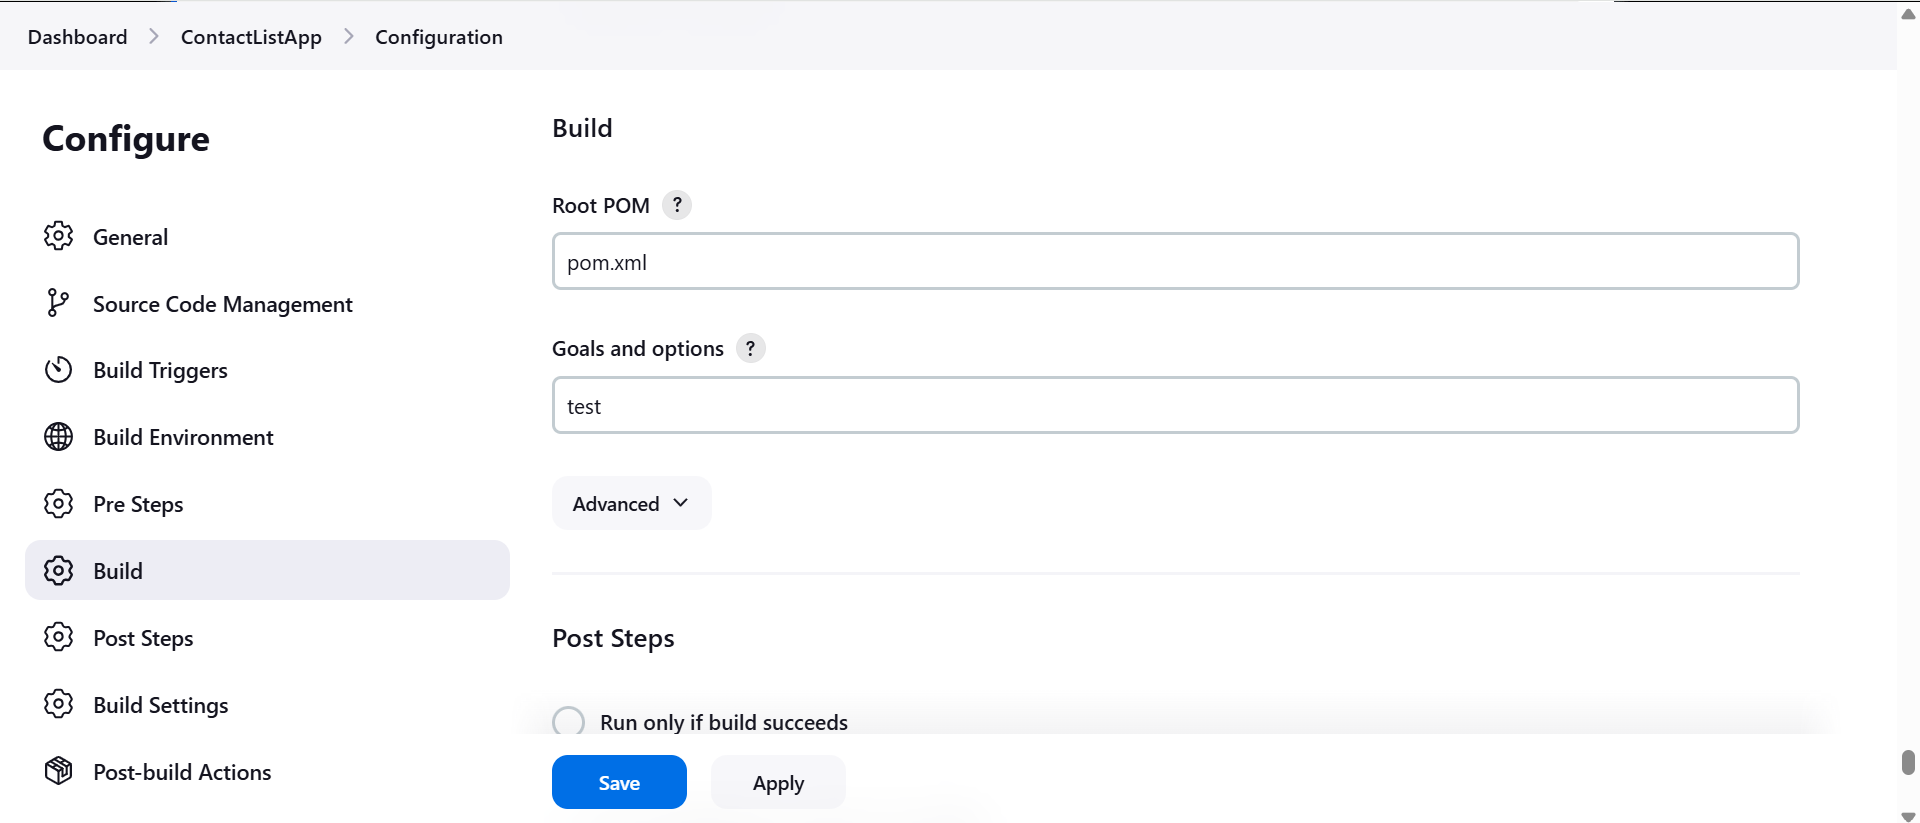 Dashboard > ContactListApp > Configuration
Configure
General
Source Code Management
Build Triggers
Build Environment
Pre Steps
Build
Post Steps
Build Settings
Post-build Actions
Build
Root POM ?
pom.xml
Goals and options ?
test
Advanced
Post Steps
Run only if build succeeds
Save Apply